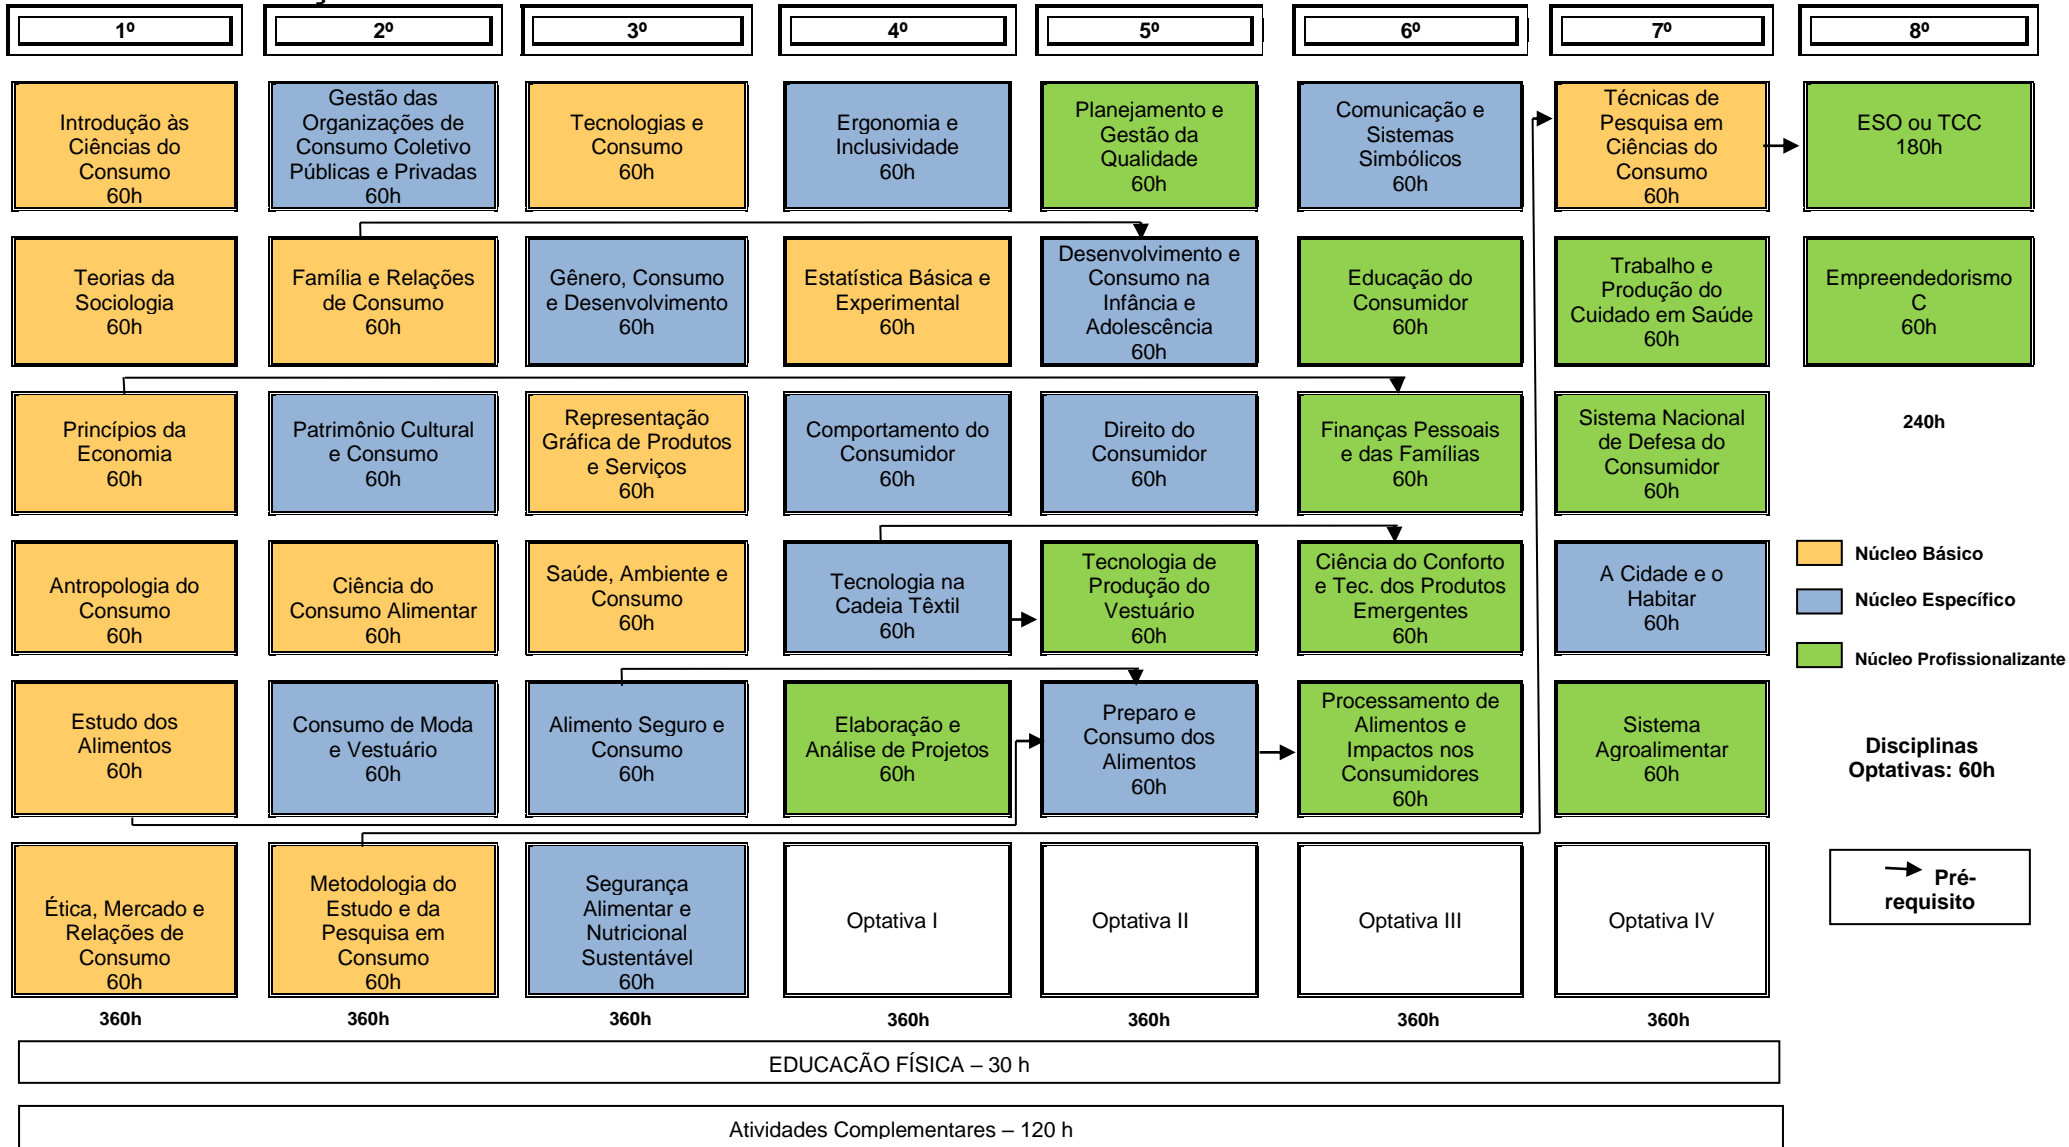 1º
2º
3º
4º
5º
6º
7º
8º
Introdução às
Ciências do
Consumo
60h
Gestão das
Organizações de
Consumo Coletivo
Públicas e Privadas
60h
Tecnologias e
Consumo
60h
Ergonomia e
Inclusividade
60h
Planejamento e
Gestão da
Qualidade
60h
Comunicação e
Sistemas
Simbólicos
60h
Técnicas de
Pesquisa em
Ciências do
Consumo
60h
ESO ou TCC
180h
Teorias da
Sociologia
60h
Família e Relações
de Consumo
60h
Gênero, Consumo
e Desenvolvimento
60h
Estatística Básica e
Experimental
60h
Desenvolvimento e
Consumo na
Infância e
Adolescência
60h
Educação do
Consumidor
60h
Trabalho e
Produção do
Cuidado em Saúde
60h
Empreendedorismo
C
60h
Princípios da
Economia
60h
Patrimônio Cultural
e Consumo
60h
Representação
Gráfica de Produtos
e Serviços
60h
Comportamento do
Consumidor
60h
Direito do
Consumidor
60h
Finanças Pessoais
e das Famílias
60h
Sistema Nacional
de Defesa do
Consumidor
60h
240h
Antropologia do
Consumo
60h
Ciência do
Consumo Alimentar
60h
Saúde, Ambiente e
Consumo
60h
Tecnologia na
Cadeia Têxtil
60h
Tecnologia de
Produção do
Vestuário
60h
Ciência do Conforto
e Tec. dos Produtos
Emergentes
60h
A Cidade e o
Habitar
60h
Núcleo Básico
Núcleo Específico
Núcleo Profissionalizante
Estudo dos
Alimentos
60h
Consumo de Moda
e Vestuário
60h
Alimento Seguro e
Consumo
60h
Elaboração e
Análise de Projetos
60h
Preparo e
Consumo dos
Alimentos
60h
Processamento de
Alimentos e
Impactos nos
Consumidores
60h
Sistema
Agroalimentar
60h
Disciplinas
Optativas: 60h
Ética, Mercado e
Relações de
Consumo
60h
Metodologia do
Estudo e da
Pesquisa em
Consumo
60h
Segurança
Alimentar e
Nutricional
Sustentável
60h
Optativa I
Optativa II
Optativa III
Optativa IV
Pré-
requisito
360h
360h
360h
360h
360h
360h
360h
EDUCAÇÃO FÍSICA – 30 h
Atividades Complementares – 120 h